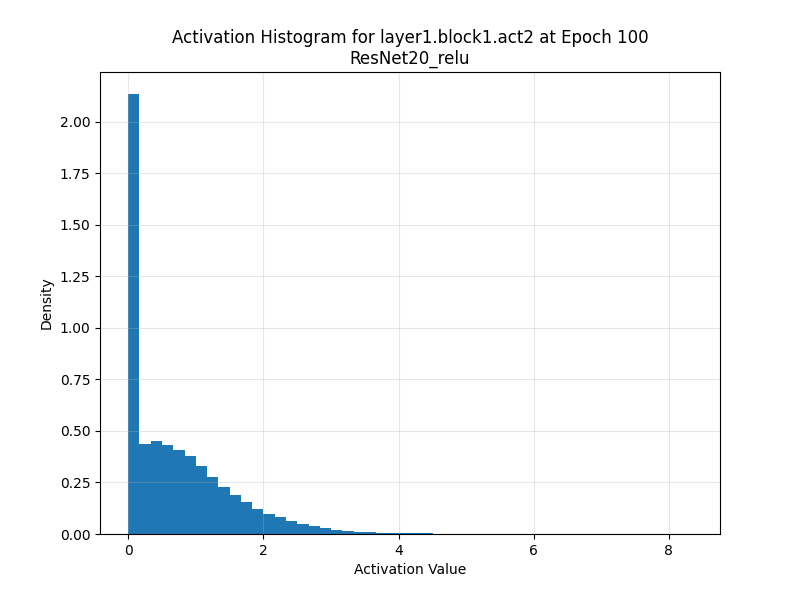 Activation Histogram for layer1.block1.act2 at Epoch 100
ResNet20_relu
2.00
1.75
1.50
1.25
1.00
0.75
0.50
0.25
0.00
Density
0 2 4 6 8
Activation Value